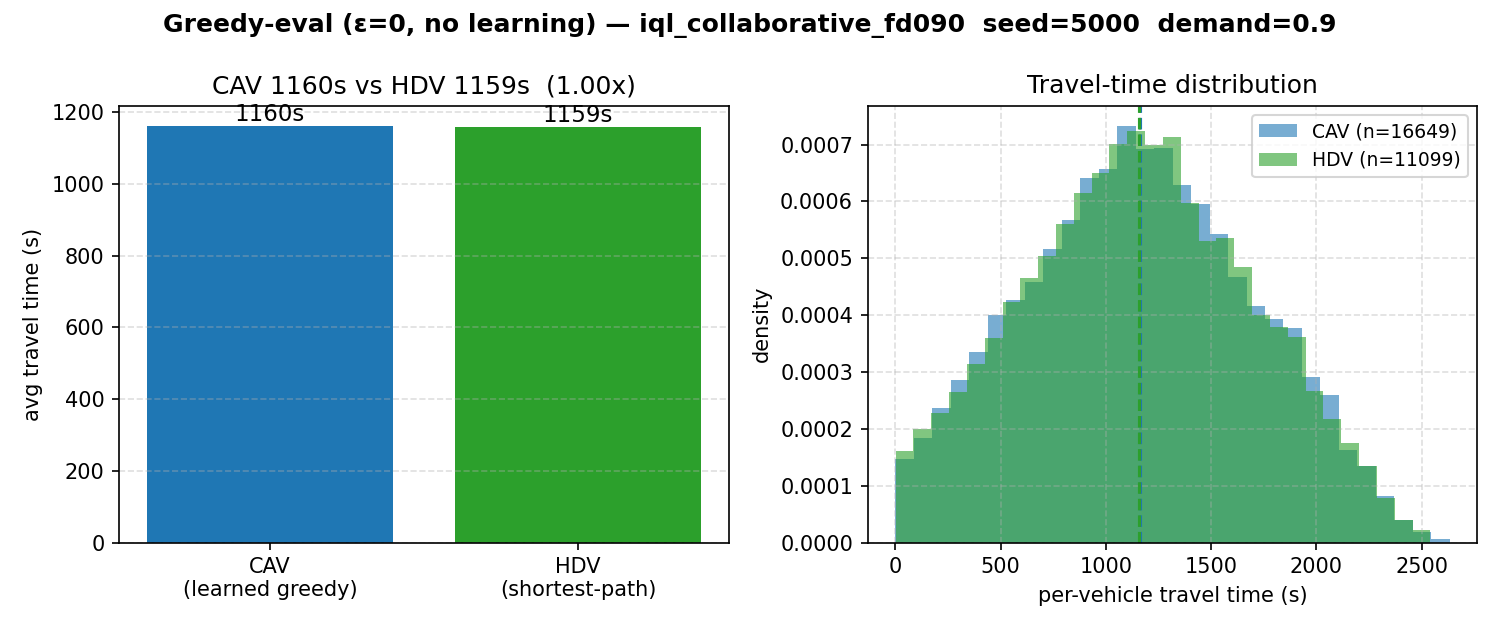 Greedy-eval (ε=0, no learning) — iql_collaborative_fd090  seed=5000  demand=0.9
CAV 1160s vs HDV 1159s  (1.00x)
1160s
1159s
avg travel time (s)
1200
1000
800
600
400
200
0
CAV
(learned greedy)
HDV
(shortest-path)
Travel-time distribution
CAV (n=16649)
HDV (n=11099)
density
0.0007
0.0006
0.0005
0.0004
0.0003
0.0002
0.0001
0.0000
0 500 1000 1500 2000 2500
per-vehicle travel time (s)